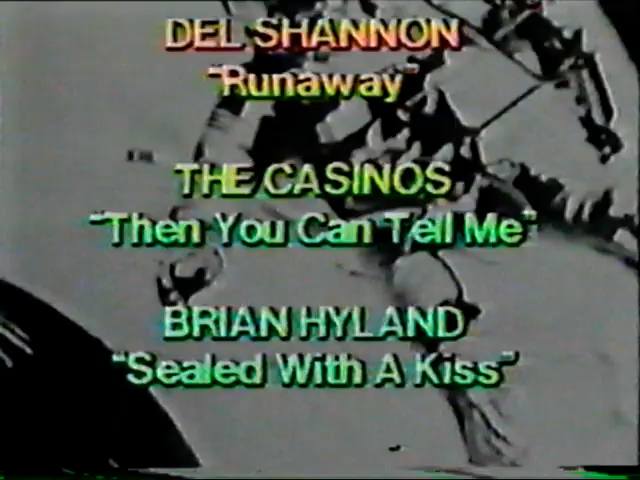 DEL SHANNON
"Runaway"
THE CASINOS
"Then You Can Tell Me"
BRIAN HYLAND
"Sealed With A Kiss"